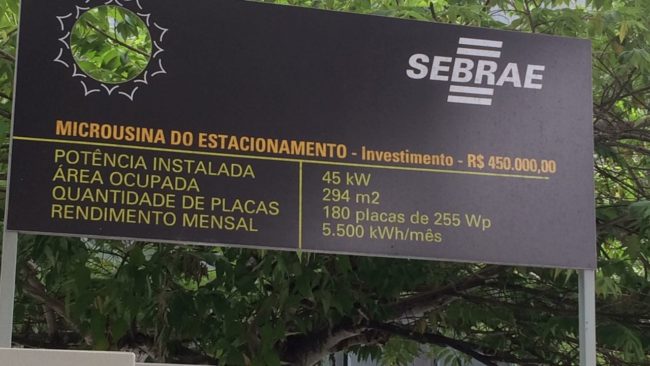 SEBRAE
MICROUSINA DO ESTACIONAMENTO - Investimento - R$ 450.000,00
POTÊNCIA INSTALADA 45 kW
ÁREA OCUPADA 294 m2
QUANTIDADE DE PLACAS 180 placas de 255 Wp
RENDIMENTO MENSAL 5.500 kWh/mês